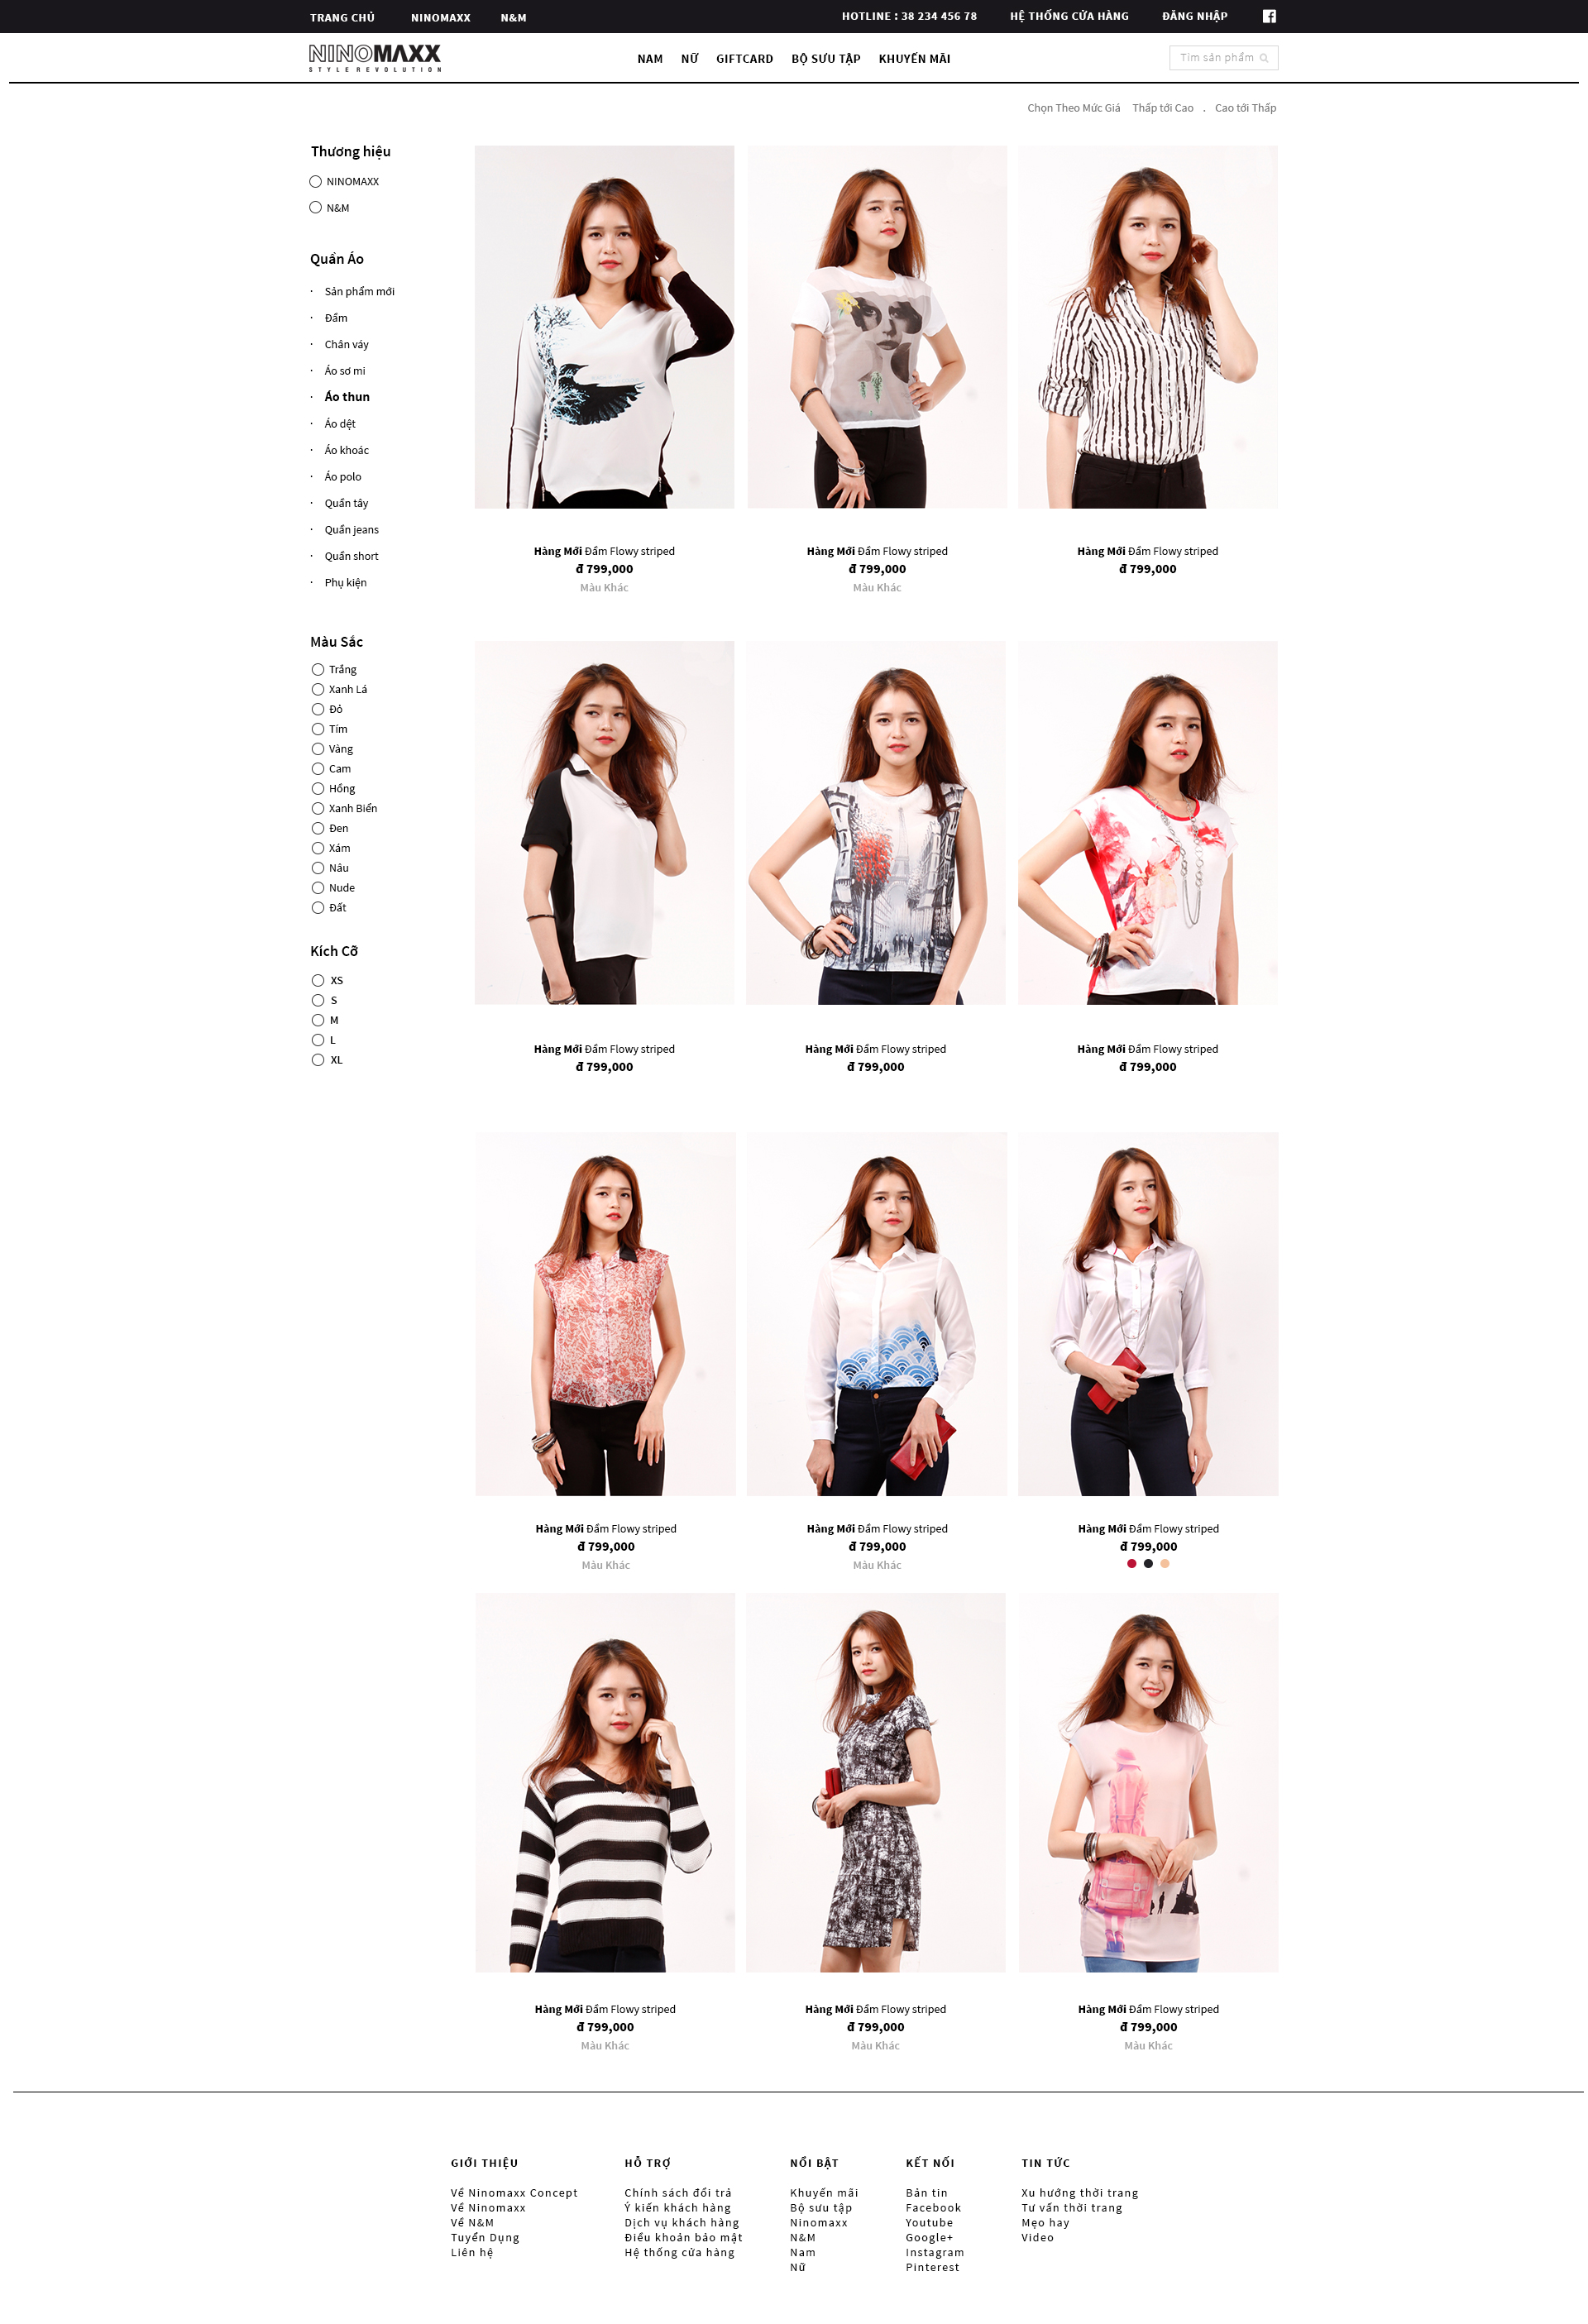 TRANG CHỦ NINOMAXX N&M HOTLINE : 38 234 456 78 HỆ THỐNG CỬA HÀNG ĐĂNG NHẬP
NINOMAXX
STYLE REVOLUTION
NAM NỮ GIFTCARD BỘ SƯU TẬP KHUYẾN MÃI
Tìm sản phẩm
Chọn Theo Mức Giá Thấp tới Cao . Cao tới Thấp
Thương hiệu
NINOMAXX
N&M
Quần Áo
· Sản phẩm mới
· Đầm
· Chân váy
· Áo sơ mi
· Áo thun
· Áo dệt
· Áo khoác
· Áo polo
· Quần tây
· Quần jeans
· Quần short
· Phụ kiện
Màu Sắc
Trắng
Xanh Lá
Đỏ
Tím
Vàng
Cam
Hồng
Xanh Biển
Đen
Xám
Nâu
Nude
Đất
Kích Cỡ
XS
S
M
L
XL
Hàng Mới Đầm Flowy striped
đ 799,000
Màu Khác
Hàng Mới Đầm Flowy striped
đ 799,000
Màu Khác
Hàng Mới Đầm Flowy striped
đ 799,000
Hàng Mới Đầm Flowy striped
đ 799,000
Hàng Mới Đầm Flowy striped
đ 799,000
Hàng Mới Đầm Flowy striped
đ 799,000
Hàng Mới Đầm Flowy striped
đ 799,000
Màu Khác
Hàng Mới Đầm Flowy striped
đ 799,000
Màu Khác
Hàng Mới Đầm Flowy striped
đ 799,000
Hàng Mới Đầm Flowy striped
đ 799,000
Màu Khác
Hàng Mới Đầm Flowy striped
đ 799,000
Màu Khác
Hàng Mới Đầm Flowy striped
đ 799,000
Màu Khác
GIỚI THIỆU
Về Ninomaxx Concept
Về Ninomaxx
Về N&M
Tuyển Dụng
Liên hệ
HỖ TRỢ
Chính sách đổi trả
Ý kiến khách hàng
Dịch vụ khách hàng
Điều khoản bảo mật
Hệ thống cửa hàng
NỔI BẬT
Khuyến mãi
Bộ sưu tập
Ninomaxx
N&M
Nam
Nữ
KẾT NỐI
Bản tin
Facebook
Youtube
Google+
Instagram
Pinterest
TIN TỨC
Xu hướng thời trang
Tư vấn thời trang
Mẹo hay
Video